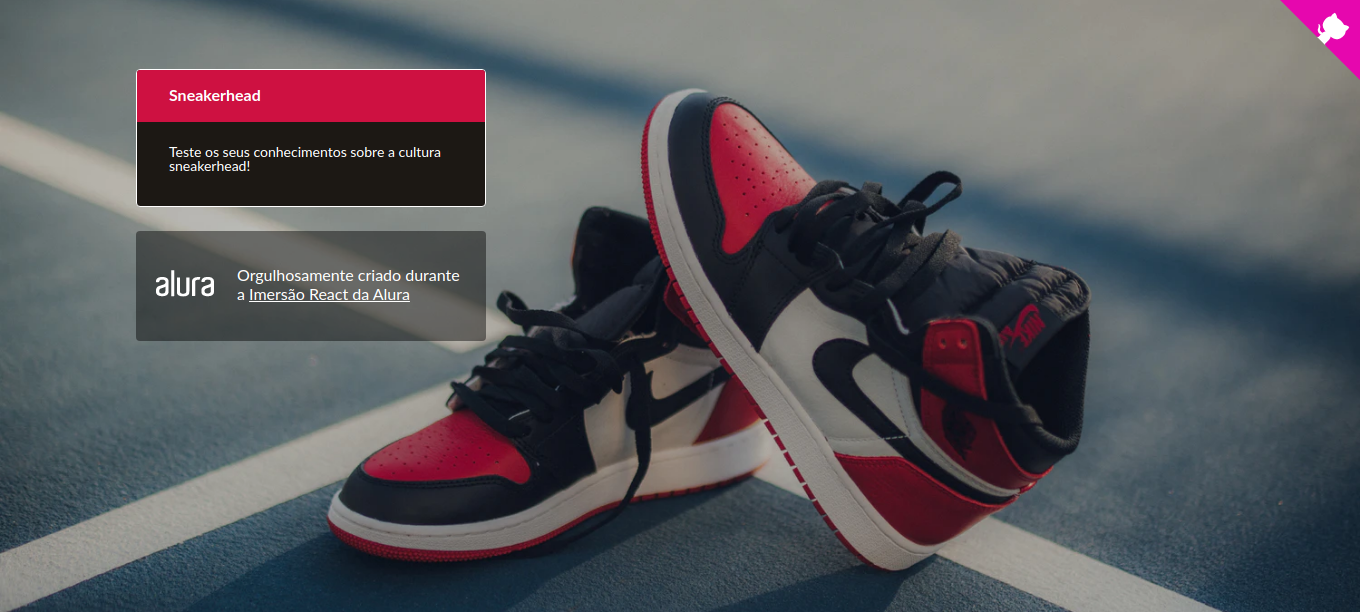 Sneakerhead
Teste os seus conhecimentos sobre a cultura
sneakerhead!
alura
Orgulhosamente criado durante
a Imersão React da Alura